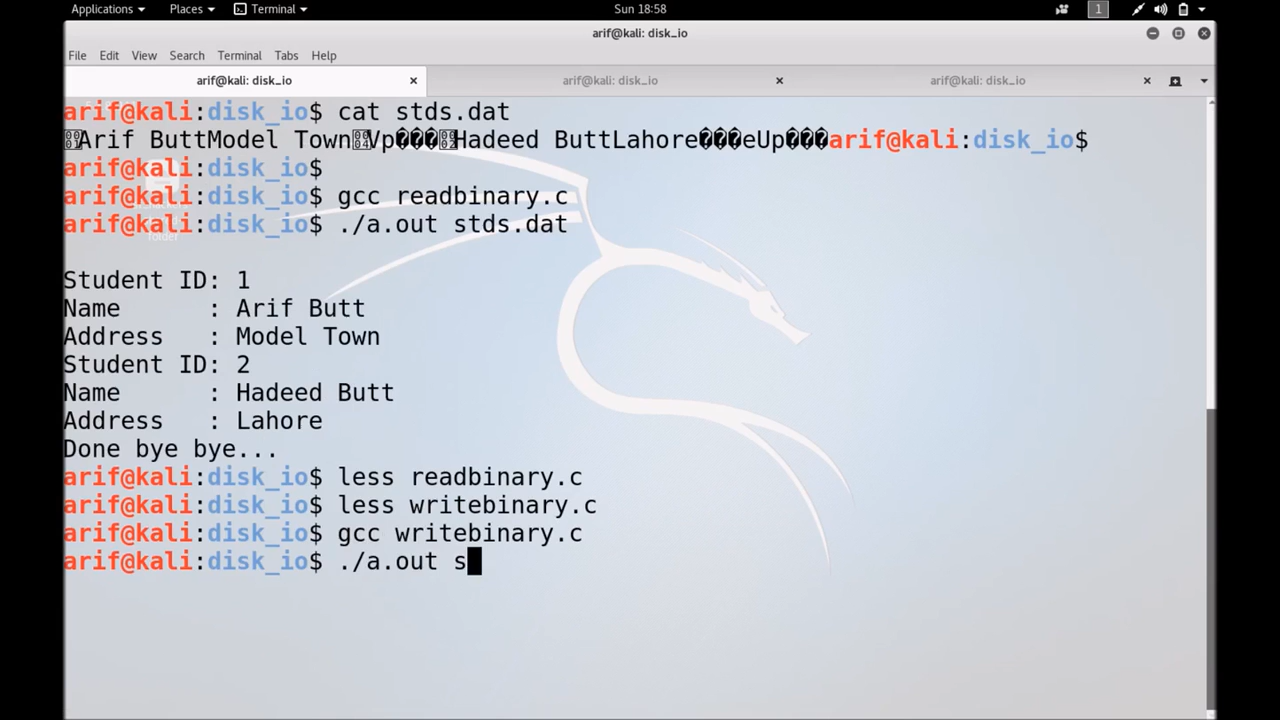 Applications Places Terminal Sun 18:58 1
arif@kali: disk_io
File Edit View Search Terminal Tabs Help
arif@kali: disk_io arif@kali: disk_io arif@kali: disk_io
arif@kali:disk_io$ cat stds.dat
Arif ButtModel Town Vp���Hadeed ButtLahore���eUp���arif@kali:disk_io$
arif@kali:disk_io$
arif@kali:disk_io$ gcc readbinary.c
arif@kali:disk_io$ ./a.out stds.dat
Student ID: 1
Name : Arif Butt
Address : Model Town
Student ID: 2
Name : Hadeed Butt
Address : Lahore
Done bye bye...
arif@kali:disk_io$ less readbinary.c
arif@kali:disk_io$ less writebinary.c
arif@kali:disk_io$ gcc writebinary.c
arif@kali:disk_io$ ./a.out s